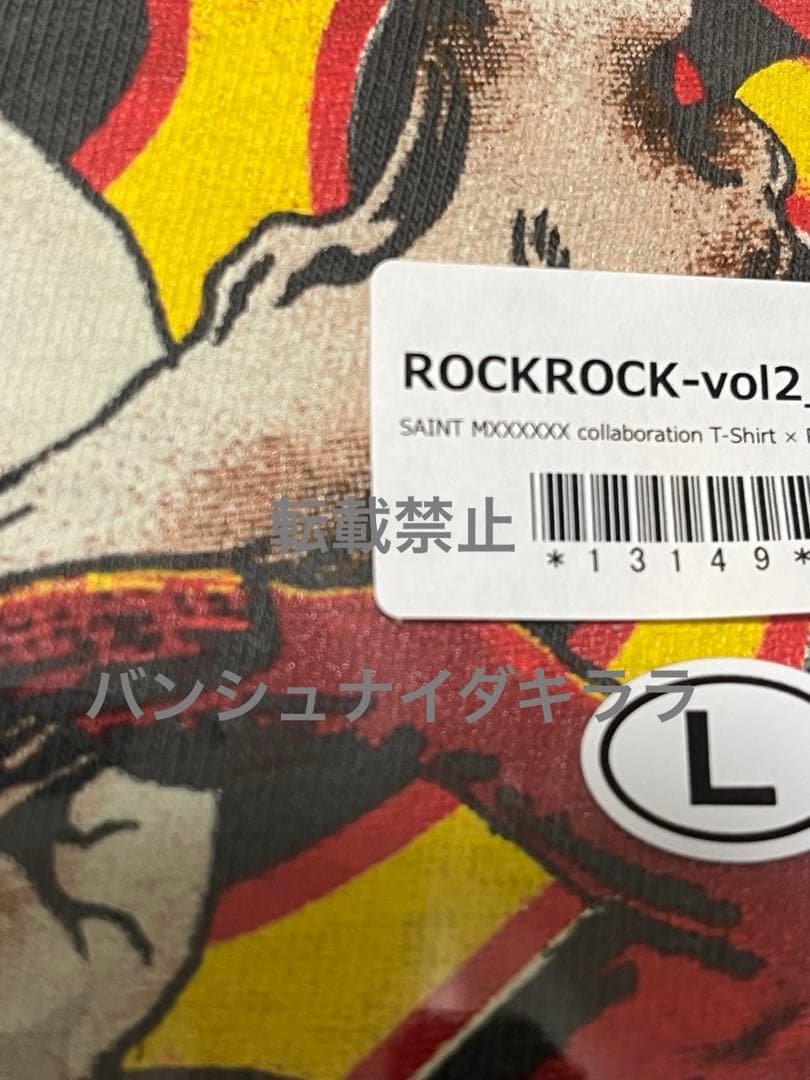 ROCKROCK-vol2_
SAINT MXXXXXX collaboration T-Shirt ×
*13149*
転載禁止
バンシュナイダキララ
L